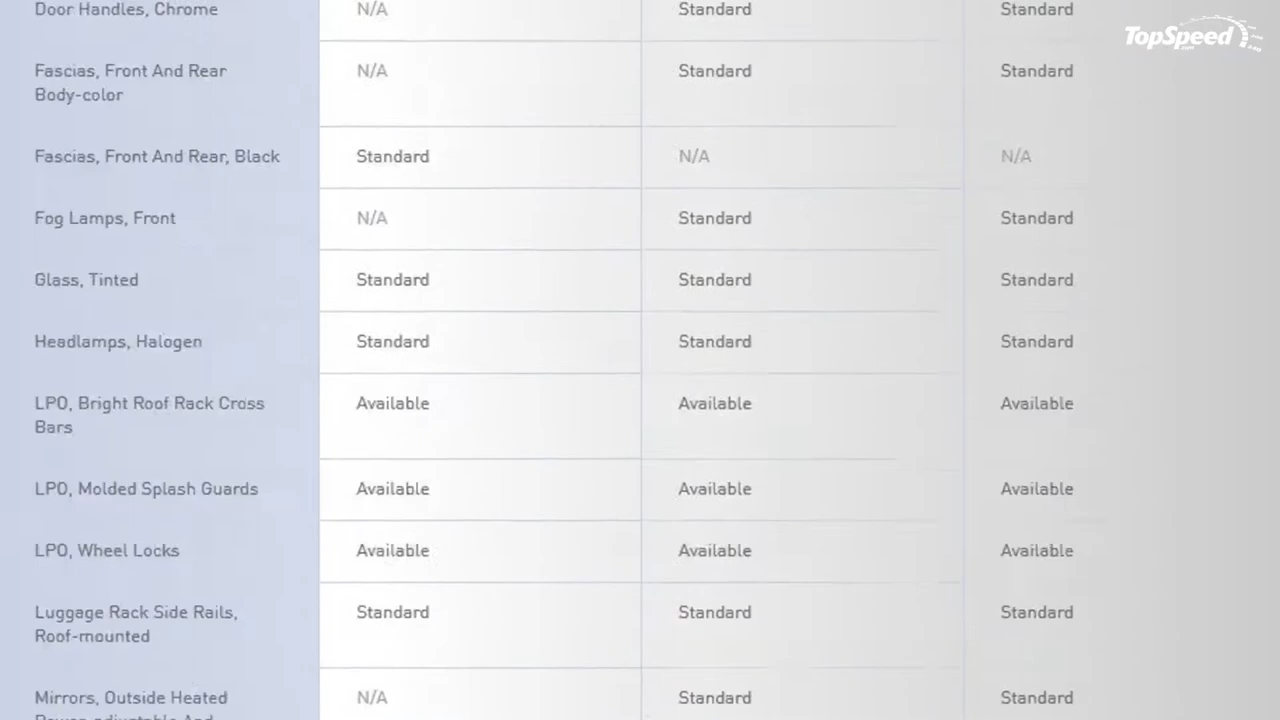 Door Handles, Chrome N/A Standard Standard
TopSpeed
.com
Fascias, Front And Rear N/A Standard Standard
Body-color
Fascias, Front And Rear, Black Standard N/A N/A
Fog Lamps, Front N/A Standard Standard
Glass, Tinted Standard Standard Standard
Headlamps, Halogen Standard Standard Standard
LPO, Bright Roof Rack Cross Available Available Available
Bars
LPO, Molded Splash Guards Available Available Available
LPO, Wheel Locks Available Available Available
Luggage Rack Side Rails, Standard Standard Standard
Roof-mounted
Mirrors, Outside Heated N/A Standard Standard